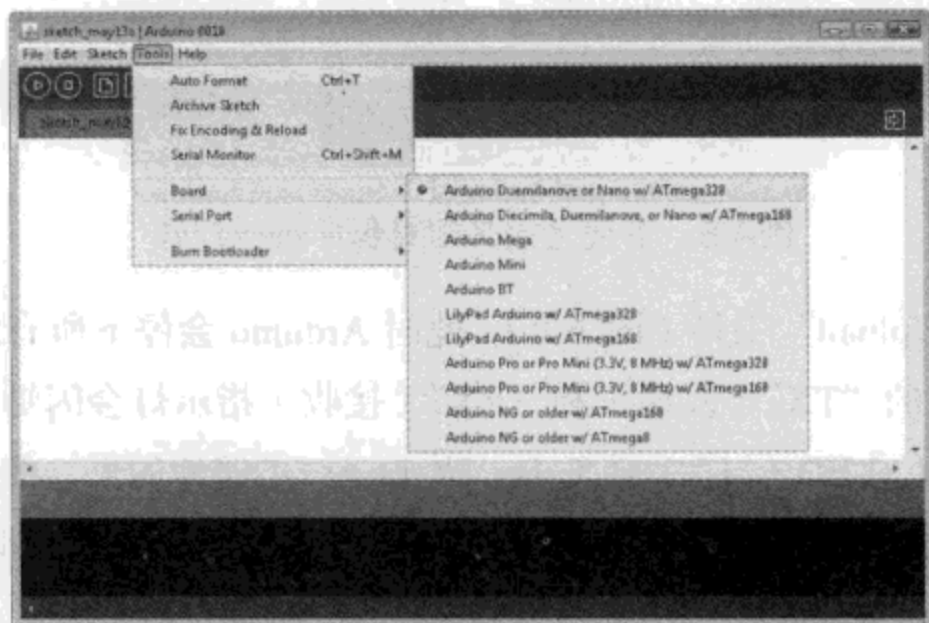 sketch_may13a | Arduino 0018
File Edit Sketch Tools Help
Auto Format Ctrl+T
Archive Sketch
Fix Encoding & Reload
Serial Monitor Ctrl+Shift+M
Board
Serial Port
Burn Bootloader
Arduino Duemilanove or Nano w/ ATmega328
Arduino Diecimila, Duemilanove, or Nano w/ ATmega168
Arduino Mega
Arduino Mini
Arduino BT
LilyPad Arduino w/ ATmega328
LilyPad Arduino w/ ATmega168
Arduino Pro or Pro Mini (3.3V, 8 MHz) w/ ATmega328
Arduino Pro or Pro Mini (3.3V, 8 MHz) w/ ATmega168
Arduino NG or older w/ ATmega168
Arduino NG or older w/ ATmega8